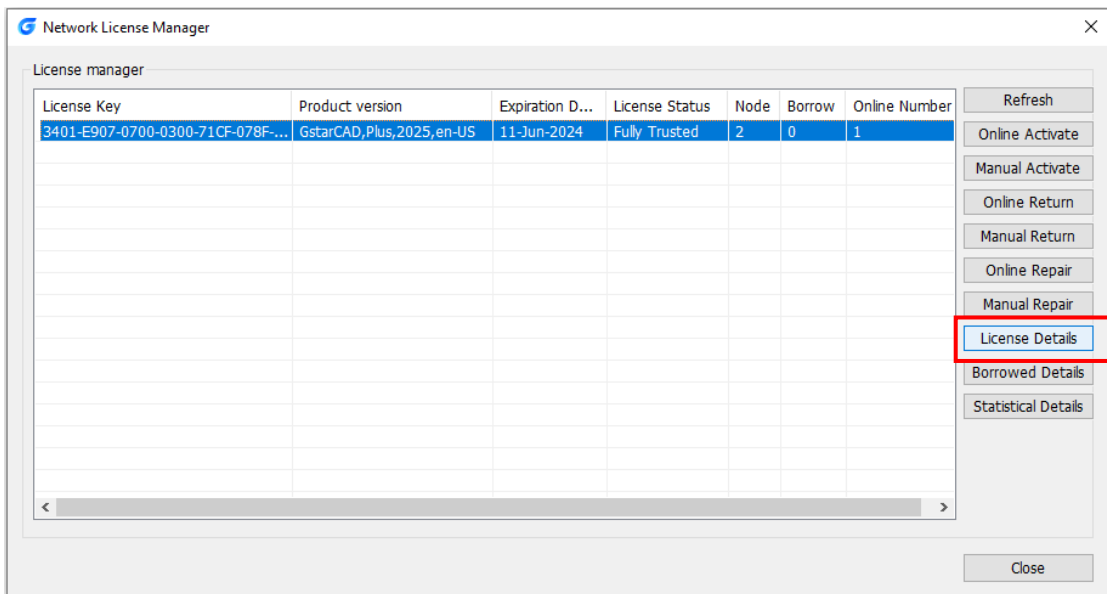 Network License Manager
License manager
License Key Product version Expiration D... License Status Node Borrow Online Number
3401-E907-0700-0300-71CF-078F-... GstarCAD,Plus,2025,en-US 11-Jun-2024 Fully Trusted 2 0 1
Refresh
Online Activate
Manual Activate
Online Return
Manual Return
Online Repair
Manual Repair
License Details
Borrowed Details
Statistical Details
Close